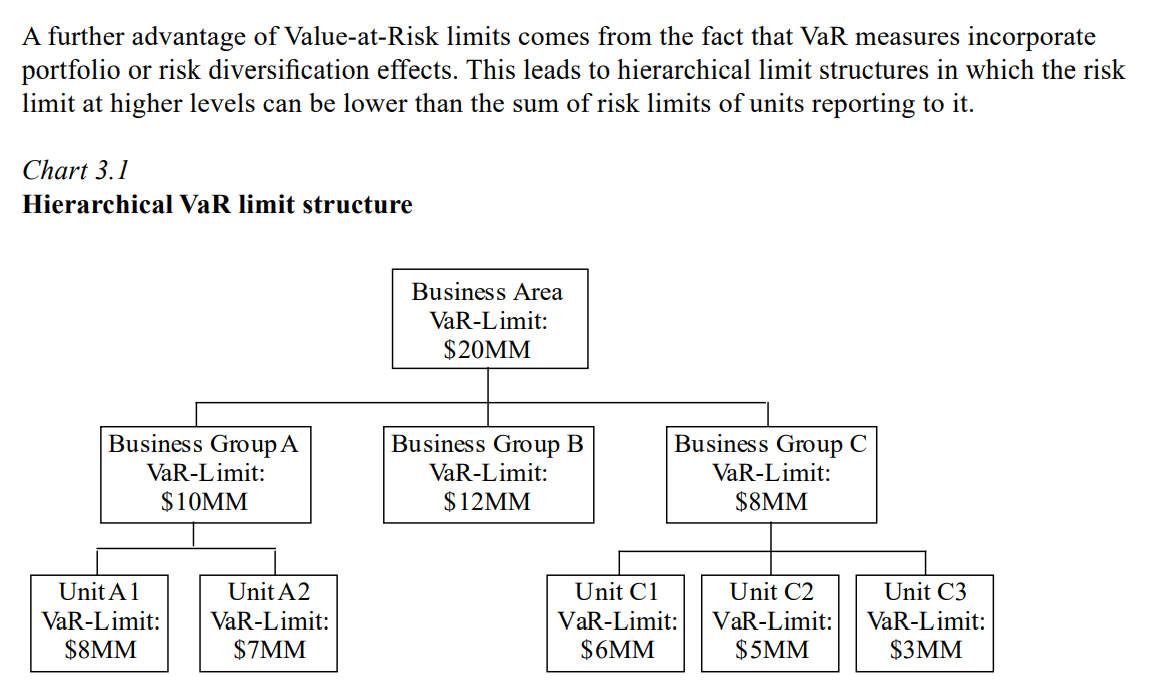 A further advantage of Value-at-Risk limits comes from the fact that VaR measures incorporate
portfolio or risk diversification effects. This leads to hierarchical limit structures in which the risk
limit at higher levels can be lower than the sum of risk limits of units reporting to it.
Chart 3.1
Hierarchical VaR limit structure
Business Area
VaR-Limit:
$20MM
Business Group A
VaR-Limit:
$10MM
Business Group B
VaR-Limit:
$12MM
Business Group C
VaR-Limit:
$8MM
Unit A1
VaR-Limit:
$8MM
Unit A2
VaR-Limit:
$7MM
Unit C1
VaR-Limit:
$6MM
Unit C2
VaR-Limit:
$5MM
Unit C3
VaR-Limit:
$3MM